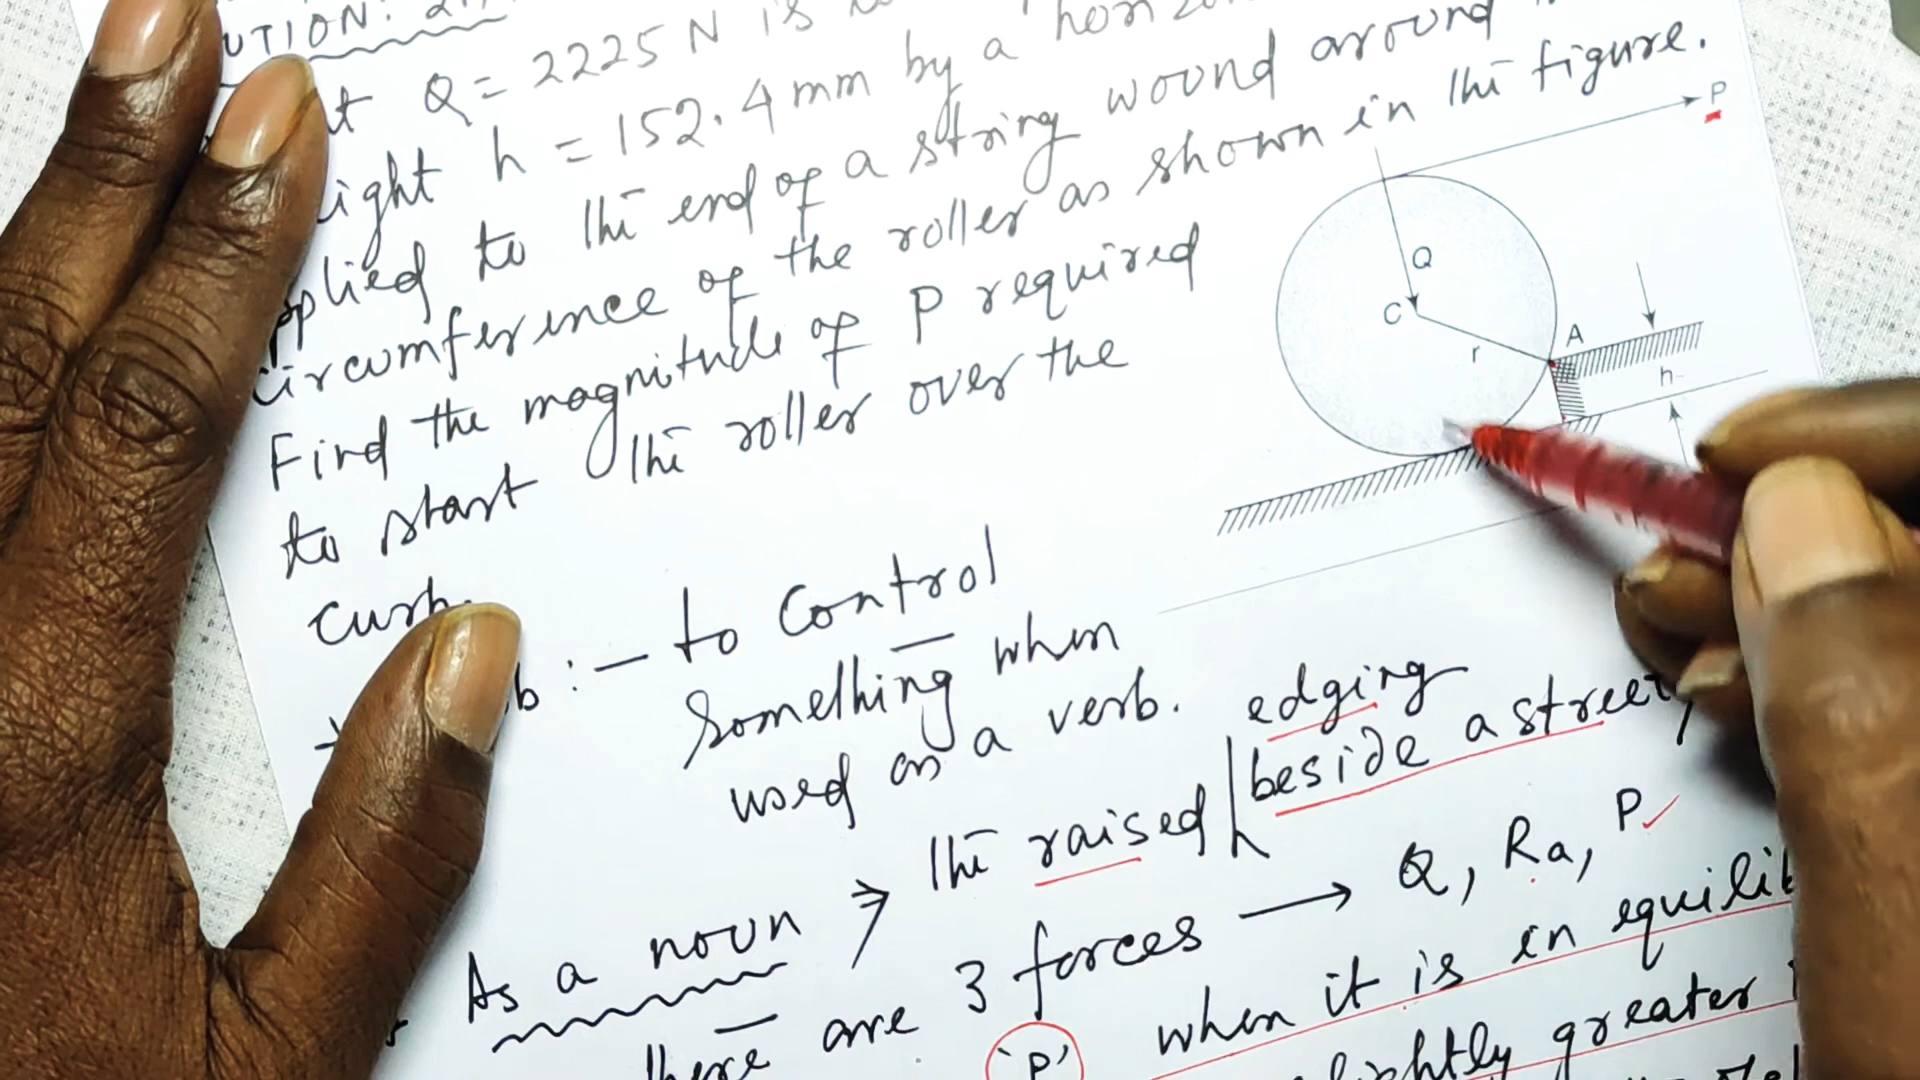 UTION:
t Q = 2225 N is
ight h = 152.4 mm by a horizon
pplied to the end of a string wound around
circumference of the roller as shown in the figure.
Find the magnitude of P required
to start the roller over the
curb
P
Q
C
r
A
h
b :- to control
something when
used as a verb.
As a noun => the raised edging
beside a street,
There are 3 forces → Q, Ra, P ✓
'P' when it is in equilib
slightly greater